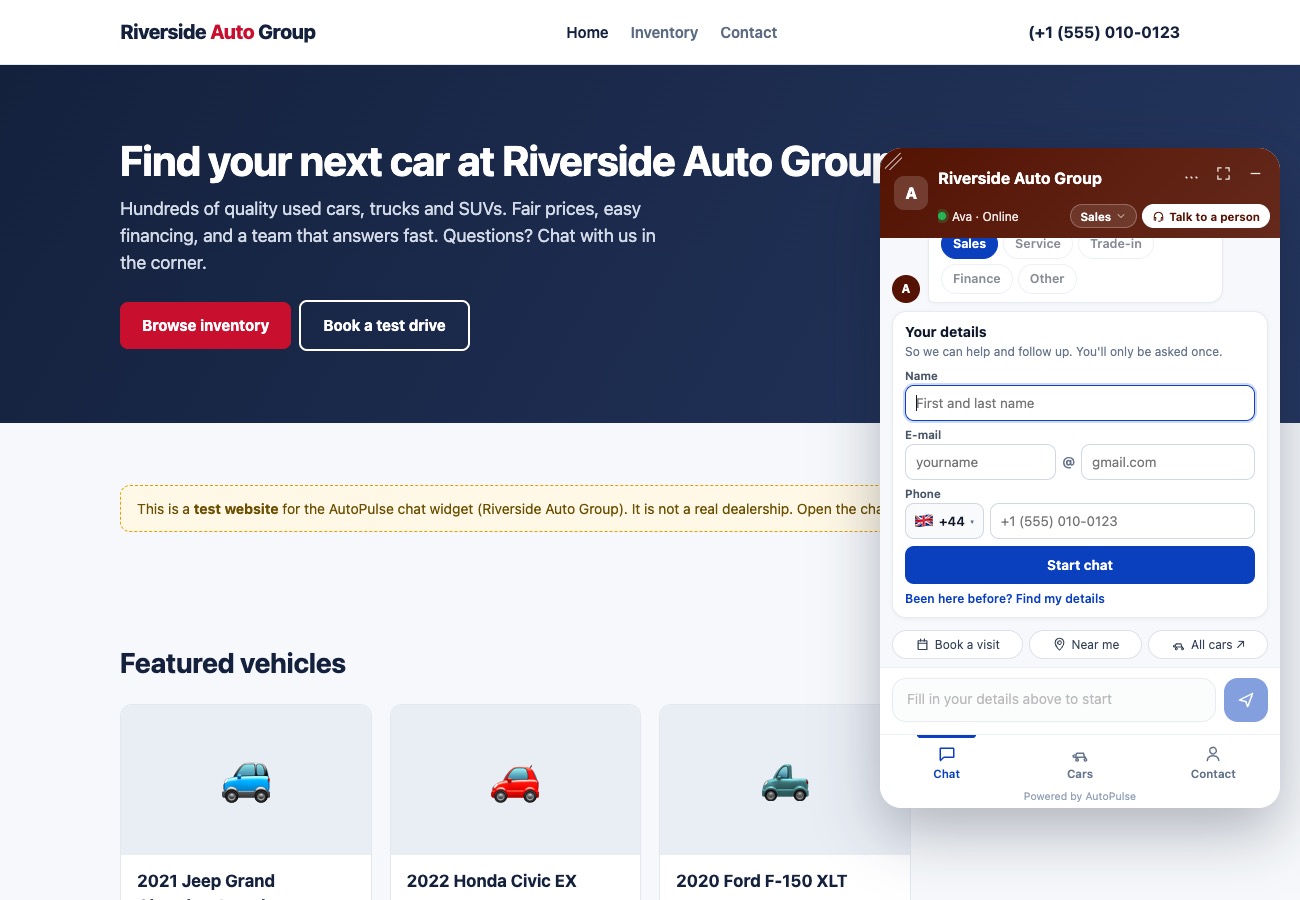 Riverside Auto Group
Home
Inventory
Contact
(+1 (555) 010-0123
Find your next car at Riverside Auto Group
Hundreds of quality used cars, trucks and SUVs. Fair prices, easy
financing, and a team that answers fast. Questions? Chat with us in
the corner.
Browse inventory
Book a test drive
This is a test website for the AutoPulse chat widget (Riverside Auto Group). It is not a real dealership. Open the
Featured vehicles
2021 Jeep Grand
2022 Honda Civic EX
2020 Ford F-150 XLT
A
Riverside Auto Group
Ava · Online
Sales
Talk to a person
Sales
Service
Trade-in
Finance
Other
A
Your details
So we can help and follow up. You'll only be asked once.
Name
First and last name
E-mail
yourname
@
gmail.com
Phone
+44
+1 (555) 010-0123
Start chat
Been here before? Find my details
Book a visit
Near me
All cars ↗
Fill in your details above to start
Chat
Cars
Contact
Powered by AutoPulse